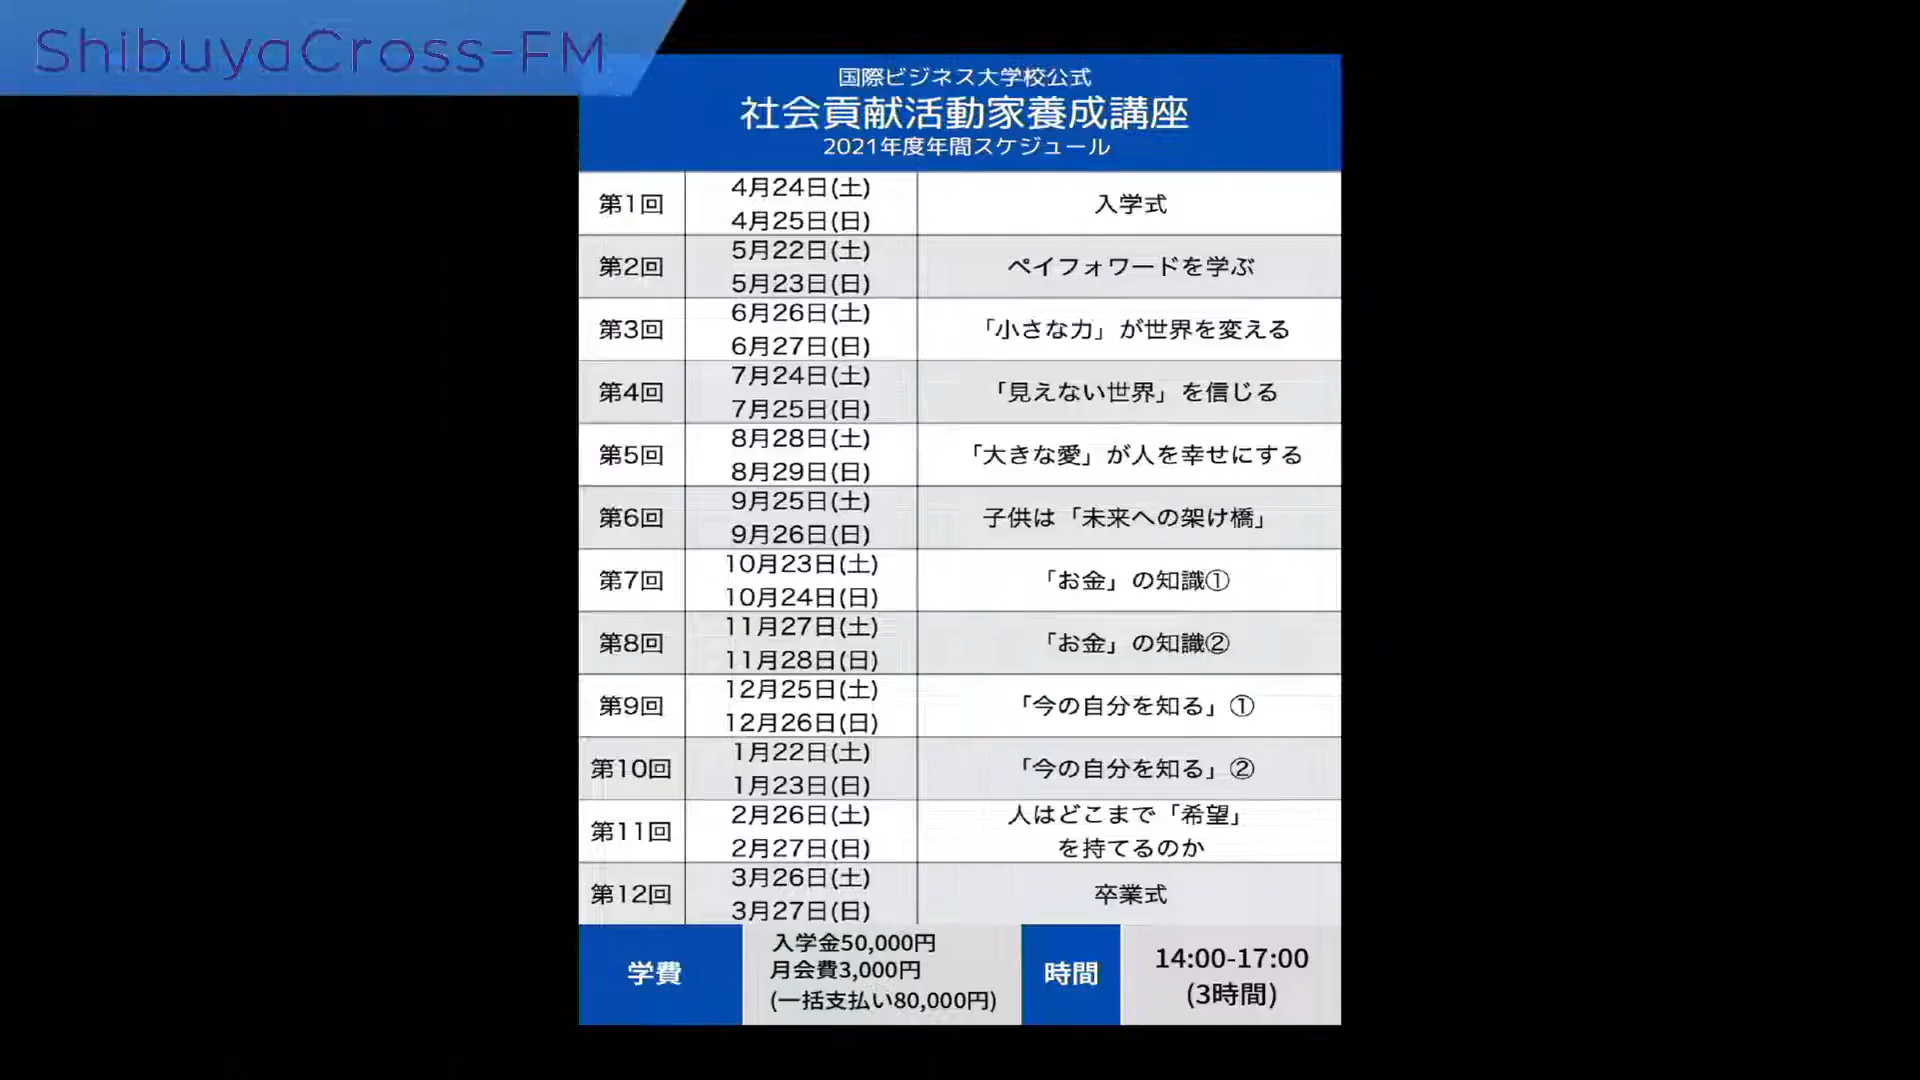 ShibuyaCross-FM
国際ビジネス大学校公式
社会貢献活動家養成講座
2021年度年間スケジュール
第1回
4月24日(土)
4月25日(日)
入学式
第2回
5月22日(土)
5月23日(日)
ペイフォワードを学ぶ
第3回
6月26日(土)
6月27日(日)
「小さな力」が世界を変える
第4回
7月24日(土)
7月25日(日)
「見えない世界」を信じる
第5回
8月28日(土)
8月29日(日)
「大きな愛」が人を幸せにする
第6回
9月25日(土)
9月26日(日)
子供は「未来への架け橋」
第7回
10月23日(土)
10月24日(日)
「お金」の知識①
第8回
11月27日(土)
11月28日(日)
「お金」の知識②
第9回
12月25日(土)
12月26日(日)
「今の自分を知る」①
第10回
1月22日(土)
1月23日(日)
「今の自分を知る」②
第11回
2月26日(土)
2月27日(日)
人はどこまで「希望」
を持てるのか
第12回
3月26日(土)
3月27日(日)
卒業式
学費
入学金50,000円
月会費3,000円
(一括支払い80,000円)
時間
14:00-17:00
(3時間)